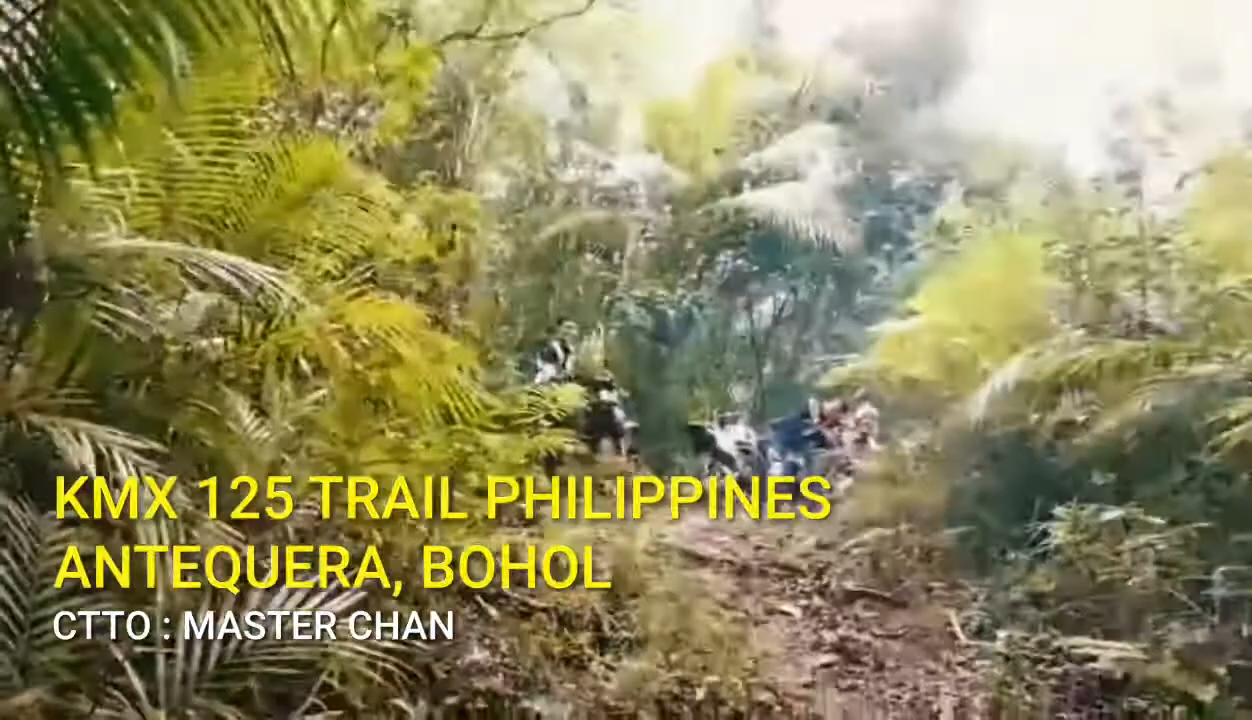 KMX 125 TRAIL PHILIPPINES
ANTEQUERA, BOHOL
CTTO : MASTER CHAN